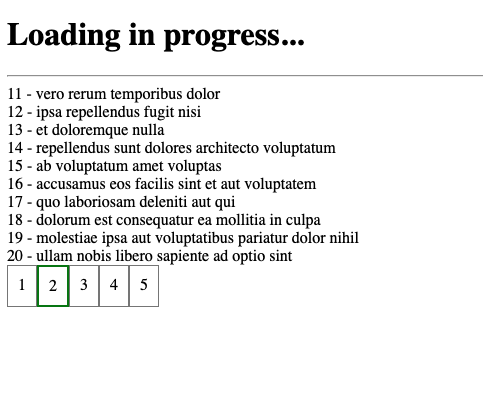 Loading in progress...
11 - vero rerum temporibus dolor
12 - ipsa repellendus fugit nisi
13 - et doloremque nulla
14 - repellendus sunt dolores architecto voluptatum
15 - ab voluptatum amet voluptas
16 - accusamus eos facilis sint et aut voluptatem
17 - quo laboriosam deleniti aut qui
18 - dolorum est consequatur ea mollitia in culpa
19 - molestiae ipsa aut voluptatibus pariatur dolor nihil
20 - ullam nobis libero sapiente ad optio sint
1 2 3 4 5